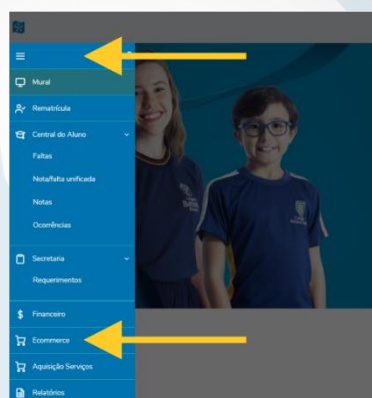 Mural
Rematrícula
Central do Aluno
Faltas
Nota/falta unificada
Notas
Ocorrências
Secretaria
Requerimentos
Financeiro
Ecommerce
Aquisição Serviços
Relatórios